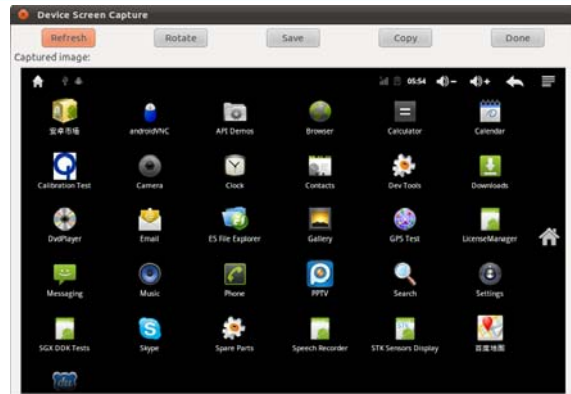 Device Screen Capture
Refresh Rotate Save Copy Done
Captured image:
05:54
安卓市场 androidVNC API Demos Browser Calculator Calendar
Calibration Test Camera Clock Contacts Dev Tools Downloads
DvdPlayer Email ES File Explorer Gallery GPS Test LicenseManager
Messaging Music Phone PPTV Search Settings
SGX DDK Tests Skype Spare Parts Speech Recorder STK Sensors Display 百度地图
du